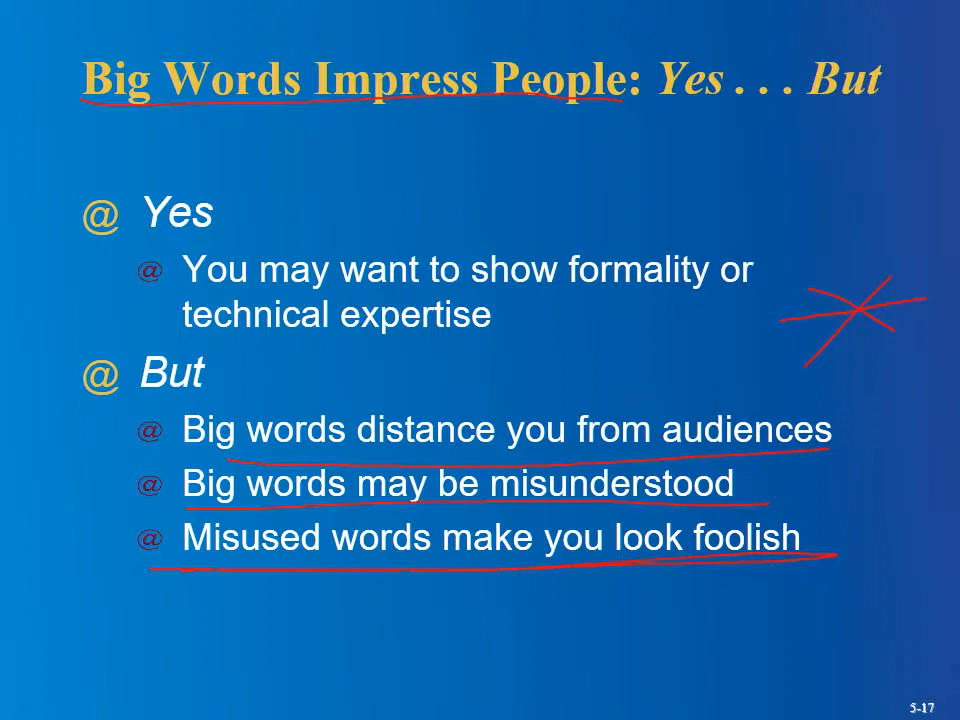 Big Words Impress People: Yes . . . But
@ Yes
@ You may want to show formality or
technical expertise
@ But
@ Big words distance you from audiences
@ Big words may be misunderstood
@ Misused words make you look foolish
5-17